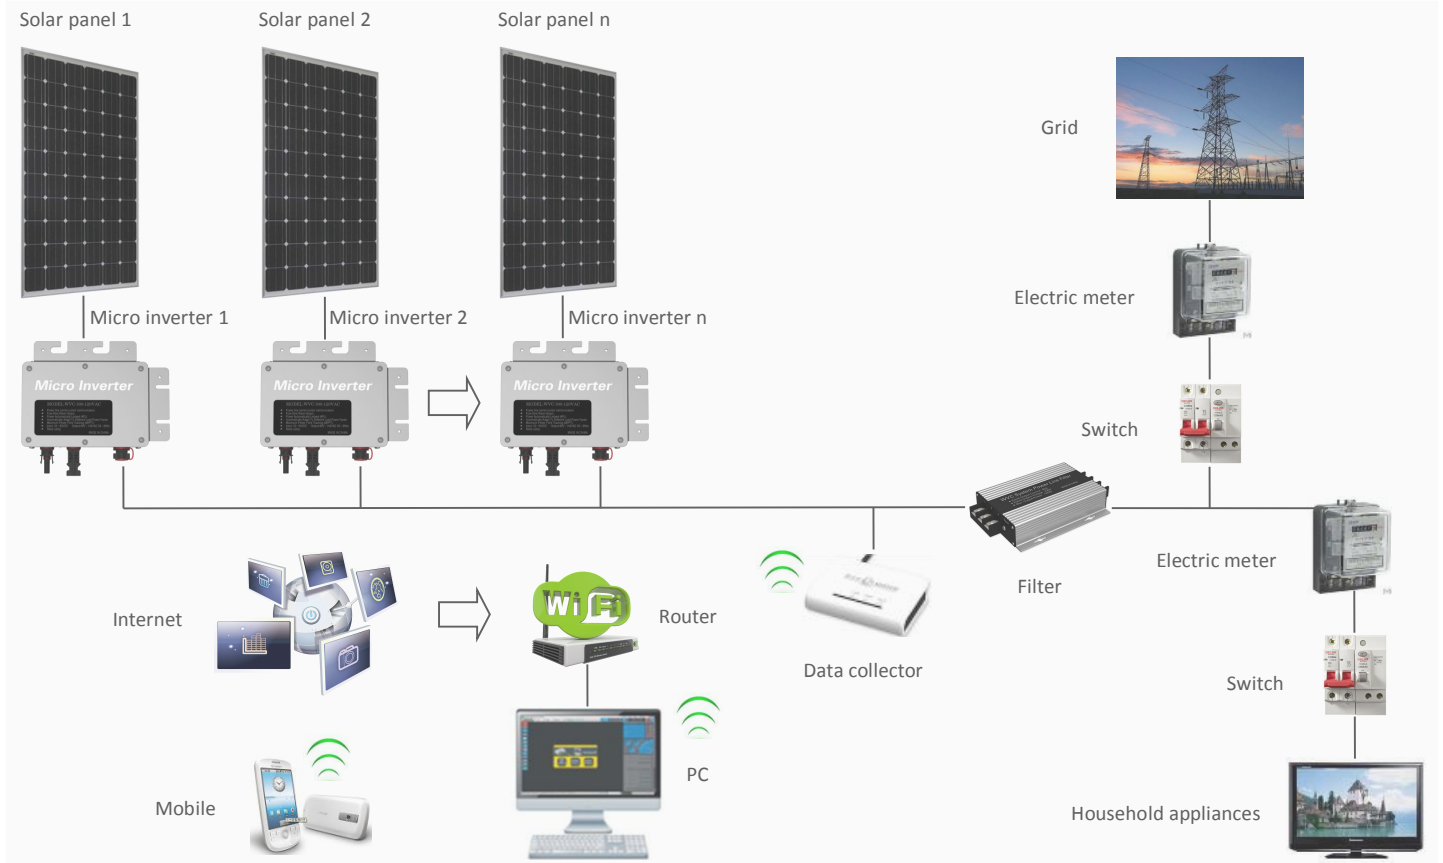 Solar panel 1
Solar panel 2
Solar panel n
Grid
Electric meter
Micro inverter 1
Micro inverter 2
Micro inverter n
Micro Inverter
Micro Inverter
Micro Inverter
Switch
Filter
Electric meter
Internet
WiFi
Router
Data collector
Switch
PC
Mobile
Household appliances